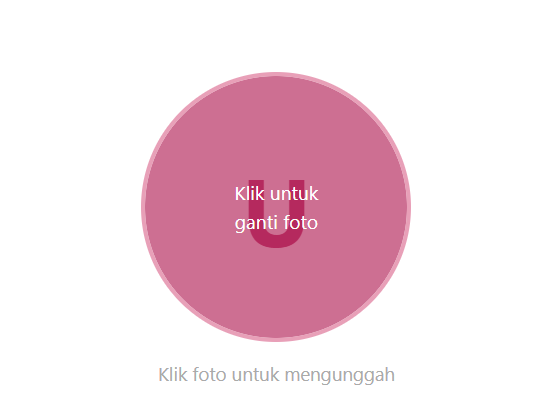 U
Klik untuk
ganti foto
Klik foto untuk mengunggah